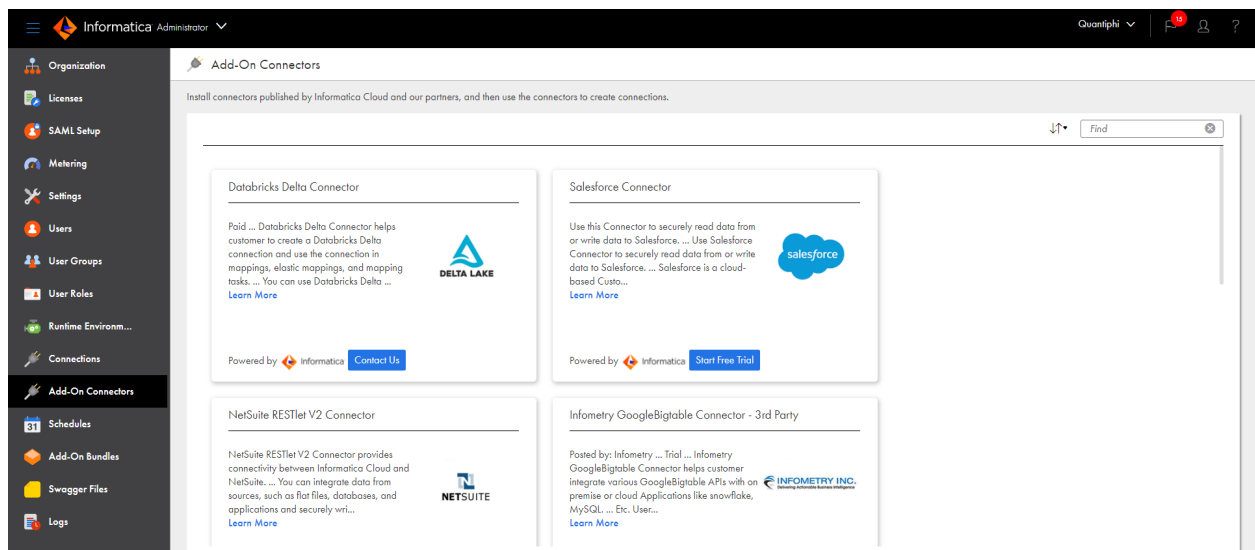 Informatica Administrator
Quantiphi
15
?
Organization
Licenses
SAML Setup
Metering
Settings
Users
User Groups
User Roles
Runtime Environm...
Connections
Add-On Connectors
31 Schedules
Add-On Bundles
Swagger Files
Logs
Add-On Connectors
Install connectors published by Informatica Cloud and our partners, and then use the connectors to create connections.
Find
Databricks Delta Connector
Paid ... Databricks Delta Connector helps
customer to create a Databricks Delta
connection and use the connection in
mappings, elastic mappings, and mapping
tasks. ... You can use Databricks Delta ...
Learn More
DELTA LAKE
Powered by Informatica Contact Us
Salesforce Connector
Use this Connector to securely read data from
or write data to Salesforce. ... Use Salesforce
Connector to securely read data from or write
data to Salesforce. ... Salesforce is a cloud-
based Custo...
Learn More
salesforce
Powered by Informatica Start Free Trial
NetSuite RESTlet V2 Connector
NetSuite RESTlet V2 Connector provides
connectivity between Informatica Cloud and
NetSuite. ... You can integrate data from
sources, such as flat files, databases, and
applications and securely wri...
Learn More
N
NETSUITE
Infometry GoogleBigtable Connector - 3rd Party
Posted by: Infometry ... Trial ... Infometry
GoogleBigtable Connector helps customer
integrate various GoogleBigtable APIs with on
premise or cloud Applications like snowflake,
MySQL. ... Etc. User...
Learn More
INFOMETRY INC.
Delivering Actionable Business Intelligence